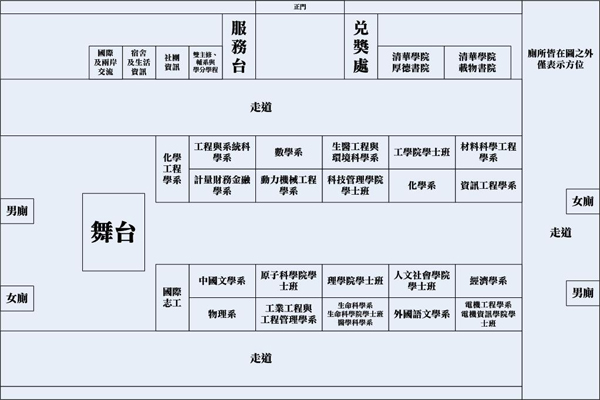 正門
國際
及兩岸
交流
宿舍
及生活
資訊
社團
資訊
雙主修、
輔系與
學分學程
服務台
兌獎處
清華學院
厚德書院
清華學院
載物書院
廁所皆在圖之外
僅表示方位
走道
化學
工程
學系
工程與系統科
學系
數學系
生醫工程與
環境科學系
工學院學士班
材料科學工程
學系
計量財務金融
學系
動力機械工程
學系
科技管理學院
學士班
化學系
資訊工程學系
男廁
舞台
女廁
走道
女廁
國際
志工
中國文學系
原子科學院學
士班
理學院學士班
人文社會學院
學士班
經濟學系
男廁
物理系
工業工程與
工程管理學系
生命科學系
生命科學院學士班
醫學科學系
外國語文學系
電機工程學系
電機資訊學院學
士班
走道